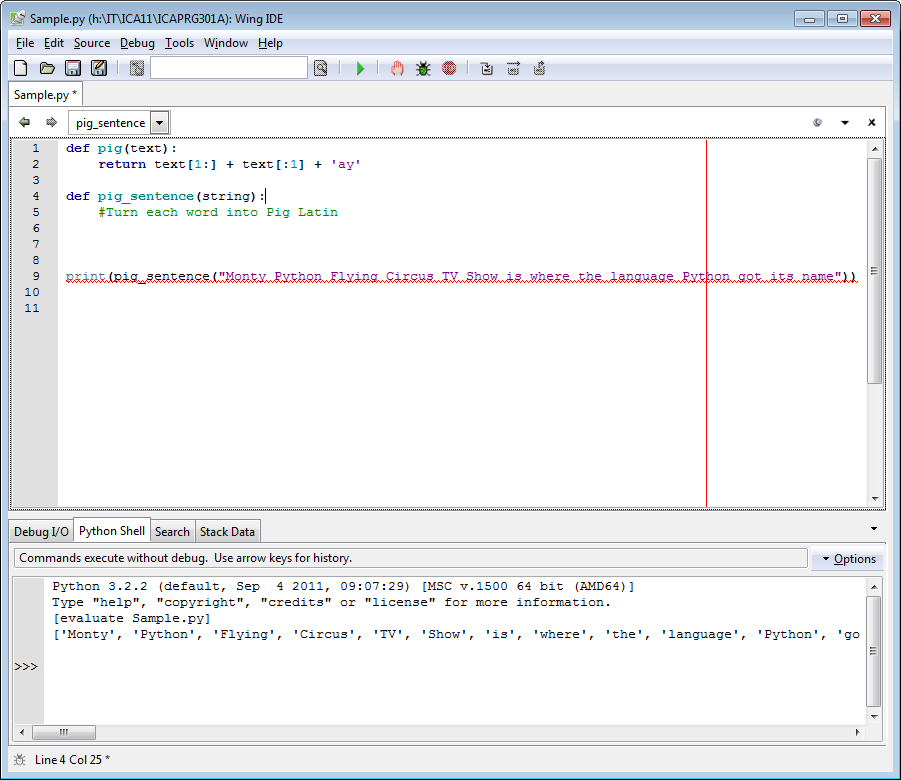 Sample.py (h:\IT\ICA11\ICAPRG301A): Wing IDE
File Edit Source Debug Tools Window Help
Sample.py *
pig_sentence
1 def pig(text):
2     return text[1:] + text[:1] + 'ay'
3
4 def pig_sentence(string):
5     #Turn each word into Pig Latin
6
7
8
9 print(pig_sentence("Monty Python Flying Circus TV Show is where the language Python got its name"))
10
11
Debug I/O Python Shell Search Stack Data
Commands execute without debug.  Use arrow keys for history.
Options
Python 3.2.2 (default, Sep  4 2011, 09:07:29) [MSC v.1500 64 bit (AMD64)]
Type "help", "copyright", "credits" or "license" for more information.
[evaluate Sample.py]
['Monty', 'Python', 'Flying', 'Circus', 'TV', 'Show', 'is', 'where', 'the', 'language', 'Python', 'go
>>>
Line 4 Col 25 *